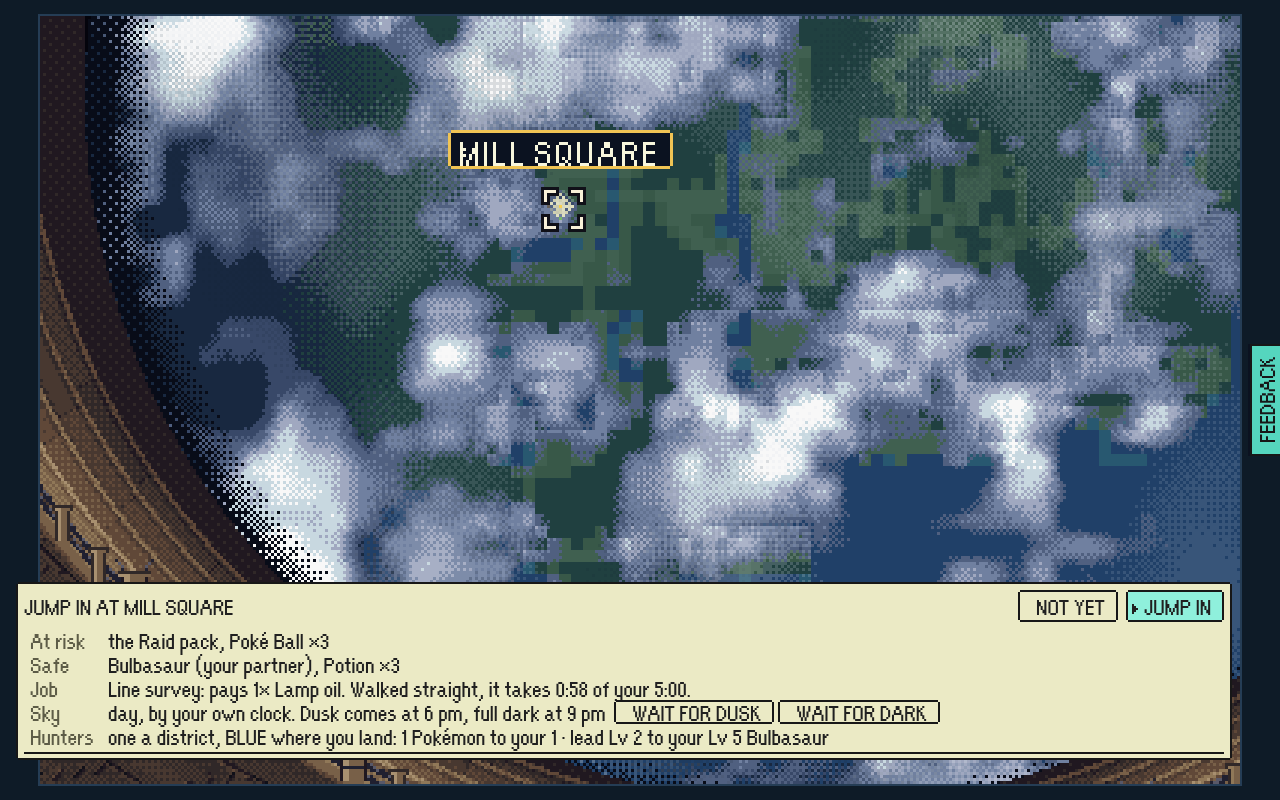 MILL SQUARE
FEEDBACK
JUMP IN AT MILL SQUARE
NOT YET
JUMP IN
At risk the Raid pack, Poké Ball ×3
Safe Bulbasaur (your partner), Potion ×3
Job Line survey: pays 1× Lamp oil. Walked straight, it takes 0:58 of your 5:00.
Sky day, by your own clock. Dusk comes at 6 pm, full dark at 9 pm WAIT FOR DUSK WAIT FOR DARK
Hunters one a district, BLUE where you land: 1 Pokémon to your 1 · lead Lv 2 to your Lv 5 Bulbasaur